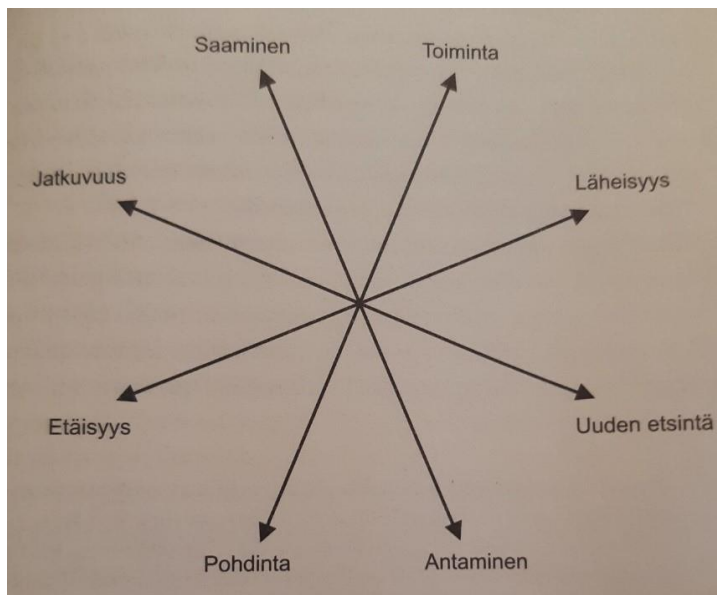 Saaminen
Toiminta
Jatkuvuus
Läheisyys
Etäisyys
Uuden etsintä
Pohdinta
Antaminen